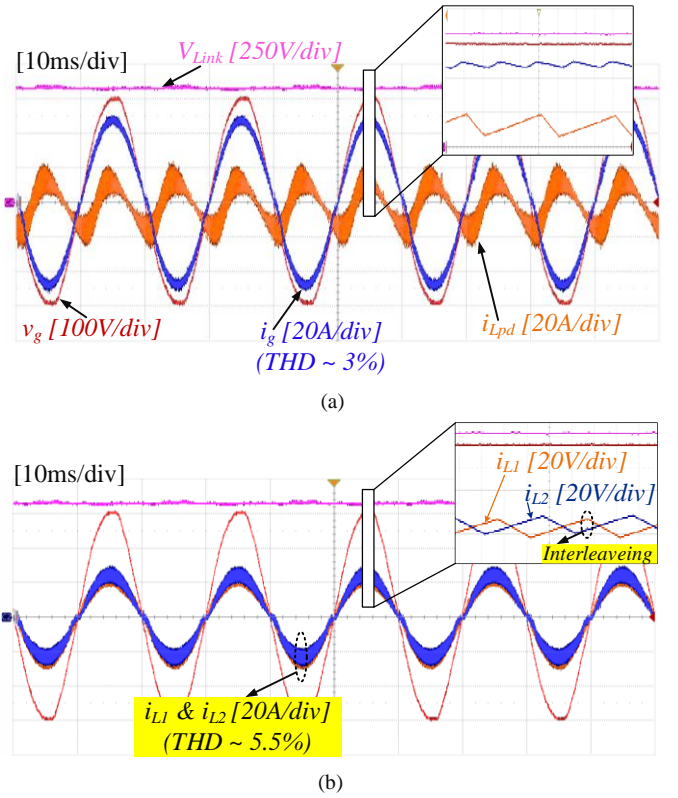 V_Link [250V/div]
[10ms/div]
v_g [100V/div]
i_g [20A/div]
(THD ~ 3%)
i_Lpd [20A/div]
(a)
[10ms/div]
i_L1 [20V/div]
i_L2 [20V/div]
Interleaveing
i_L1 & i_L2 [20A/div]
(THD ~ 5.5%)
(b)